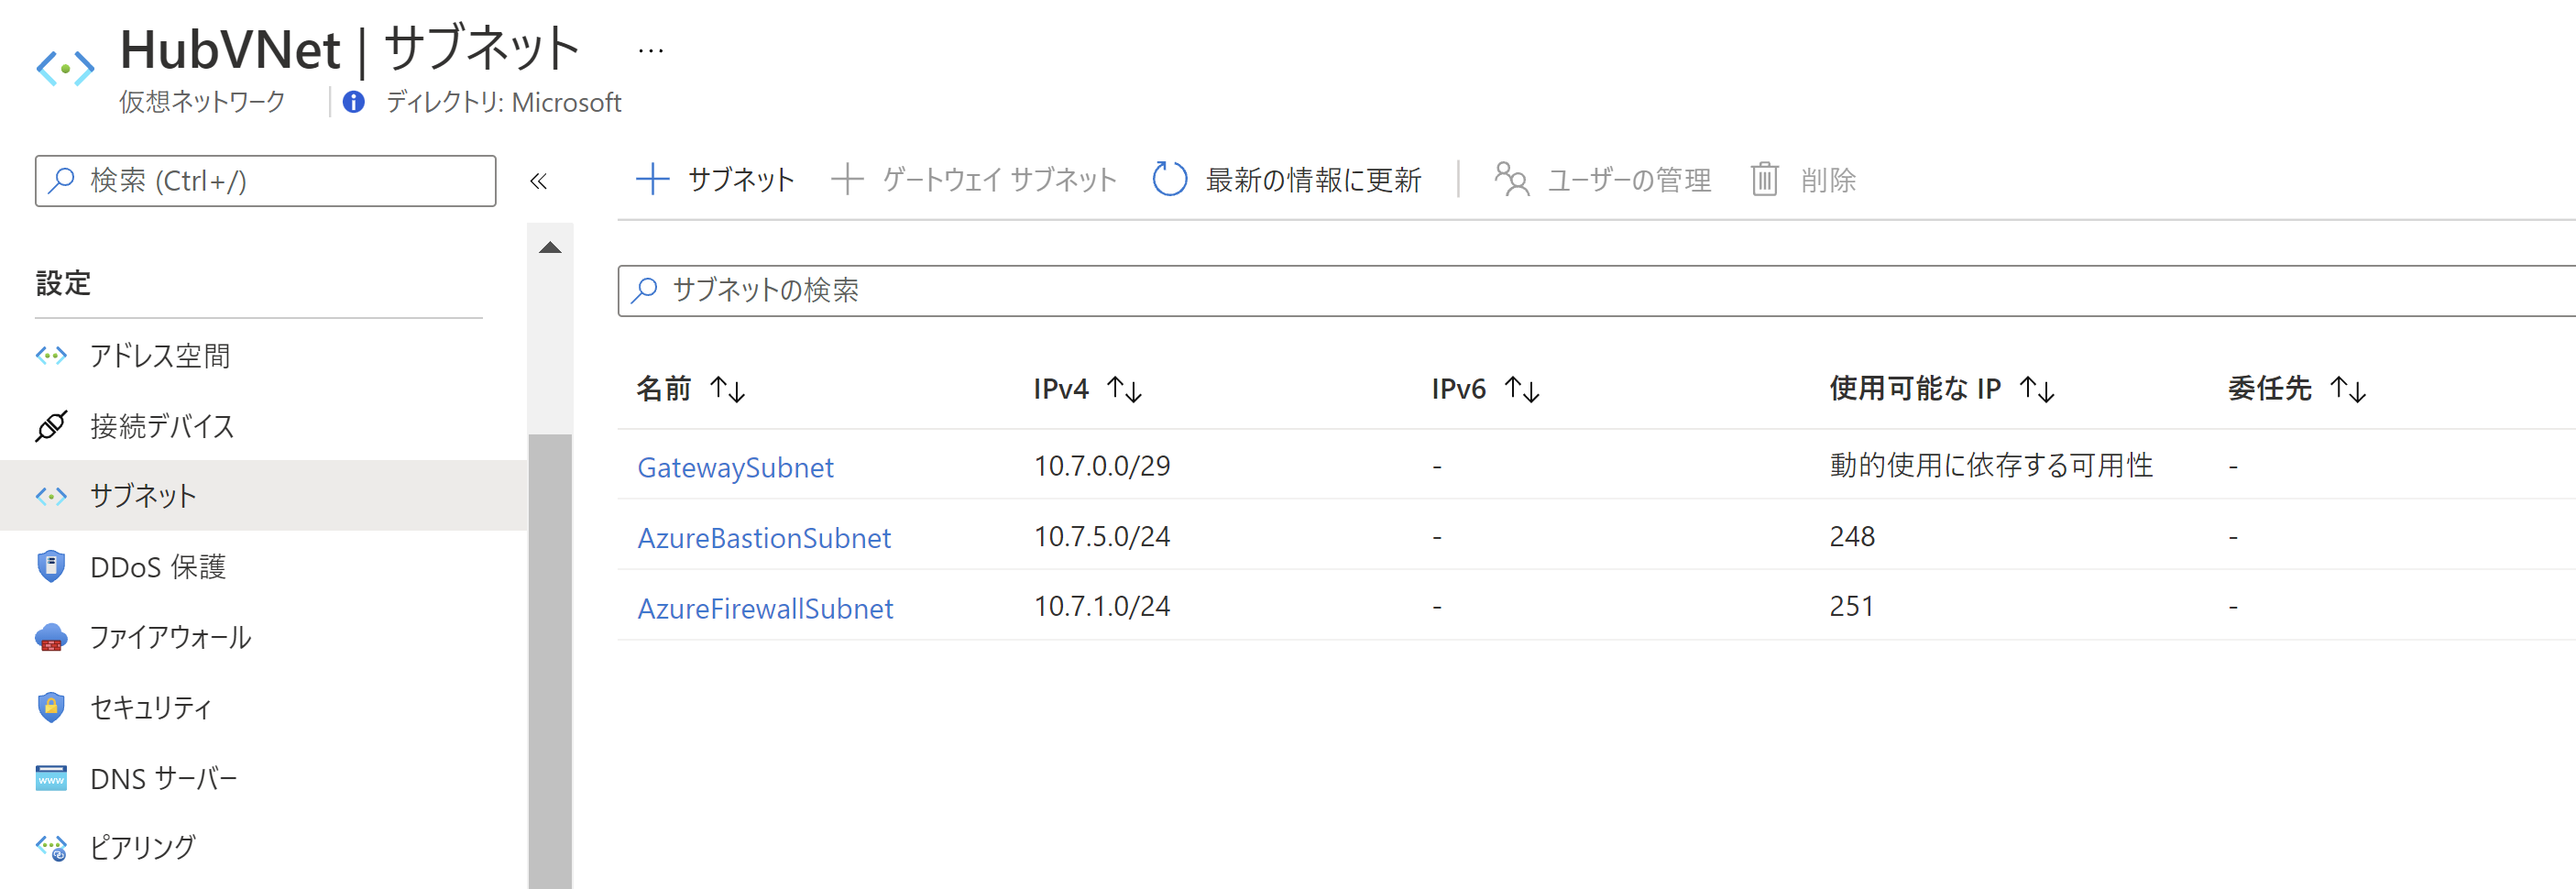 HubVNet | サブネット ...
仮想ネットワーク ディレクトリ: Microsoft
検索 (Ctrl+/) «
設定
アドレス空間
接続デバイス
サブネット
DDoS 保護
ファイアウォール
セキュリティ
www
DNS サーバー
ピアリング
サブネット ゲートウェイ サブネット 最新の情報に更新 ユーザーの管理 削除
サブネットの検索
名前 IPv4 IPv6 使用可能な IP 委任先
GatewaySubnet 10.7.0.0/29 - 動的使用に依存する可用性 -
AzureBastionSubnet 10.7.5.0/24 - 248 -
AzureFirewallSubnet 10.7.1.0/24 - 251 -